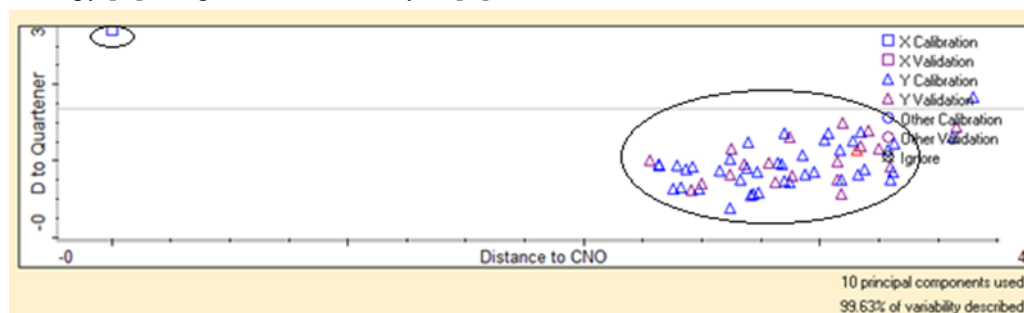 3
D to Quartener
-0
X Calibration
X Validation
Y Calibration
Y Validation
Other Calibration
Other Validation
Ignore
-0
Distance to CNO
4
10 principal components used
99.63% of variability described